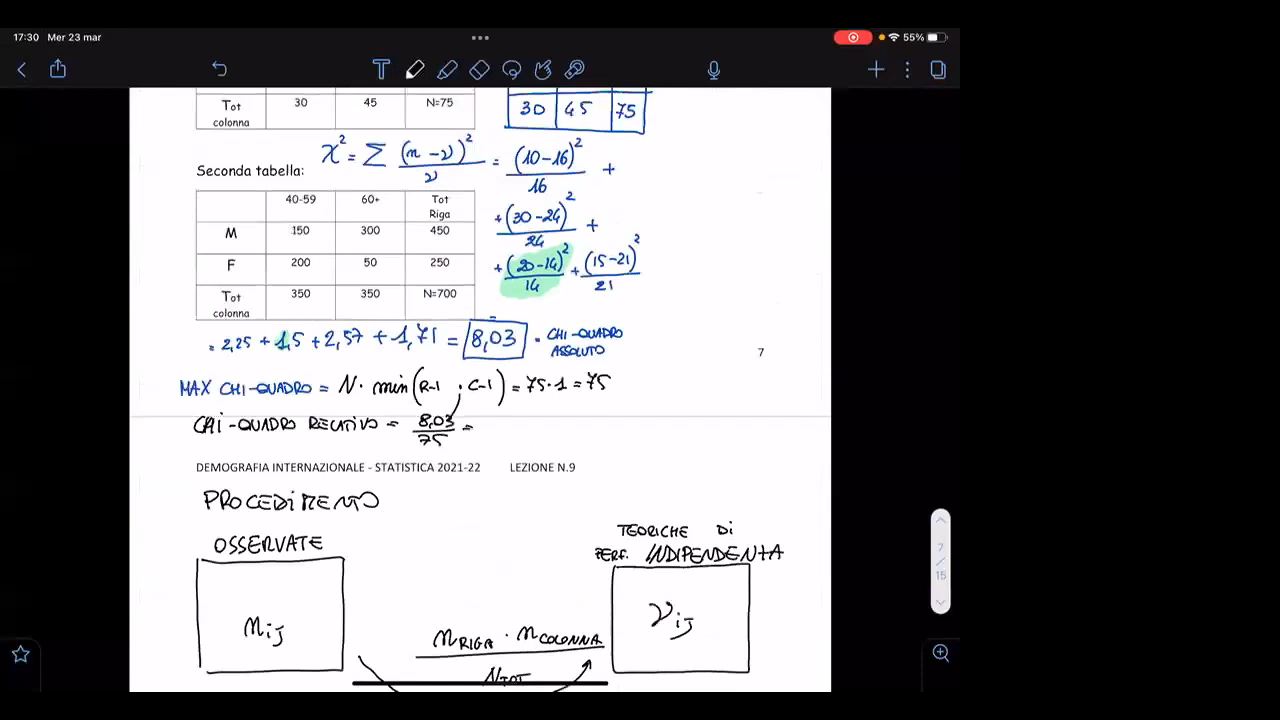 17:30 Mer 23 mar
55%
Tot colonna 30 45 N=75
30 45 75
χ² = Σ (n - ν)² / ν = (10-16)² / 16 +
Seconda tabella:
40-59 60+ Tot Riga
M 150 300 450
F 200 50 250
Tot colonna 350 350 N=700
+ (30-24)² / 24 +
+ (20-14)² / 14 + (15-21)² / 21
= 2,25 + 1,5 + 2,57 + 1,71 = 8,03 • CHI-QUADRO ASSOLUTO
7
MAX CHI-QUADRO = N · min (R-1 , C-1) = 75·1 = 75
CHI-QUADRO RELATIVO = 8,03 / 75 =
DEMOGRAFIA INTERNAZIONALE - STATISTICA 2021-22 LEZIONE N.9
PROCEDIMENTO
OSSERVATE
TEORICHE DI
PERF. INDIPENDENTA
nij
νij
nRIGA · nCOLONNA
NTOT
7
/
15